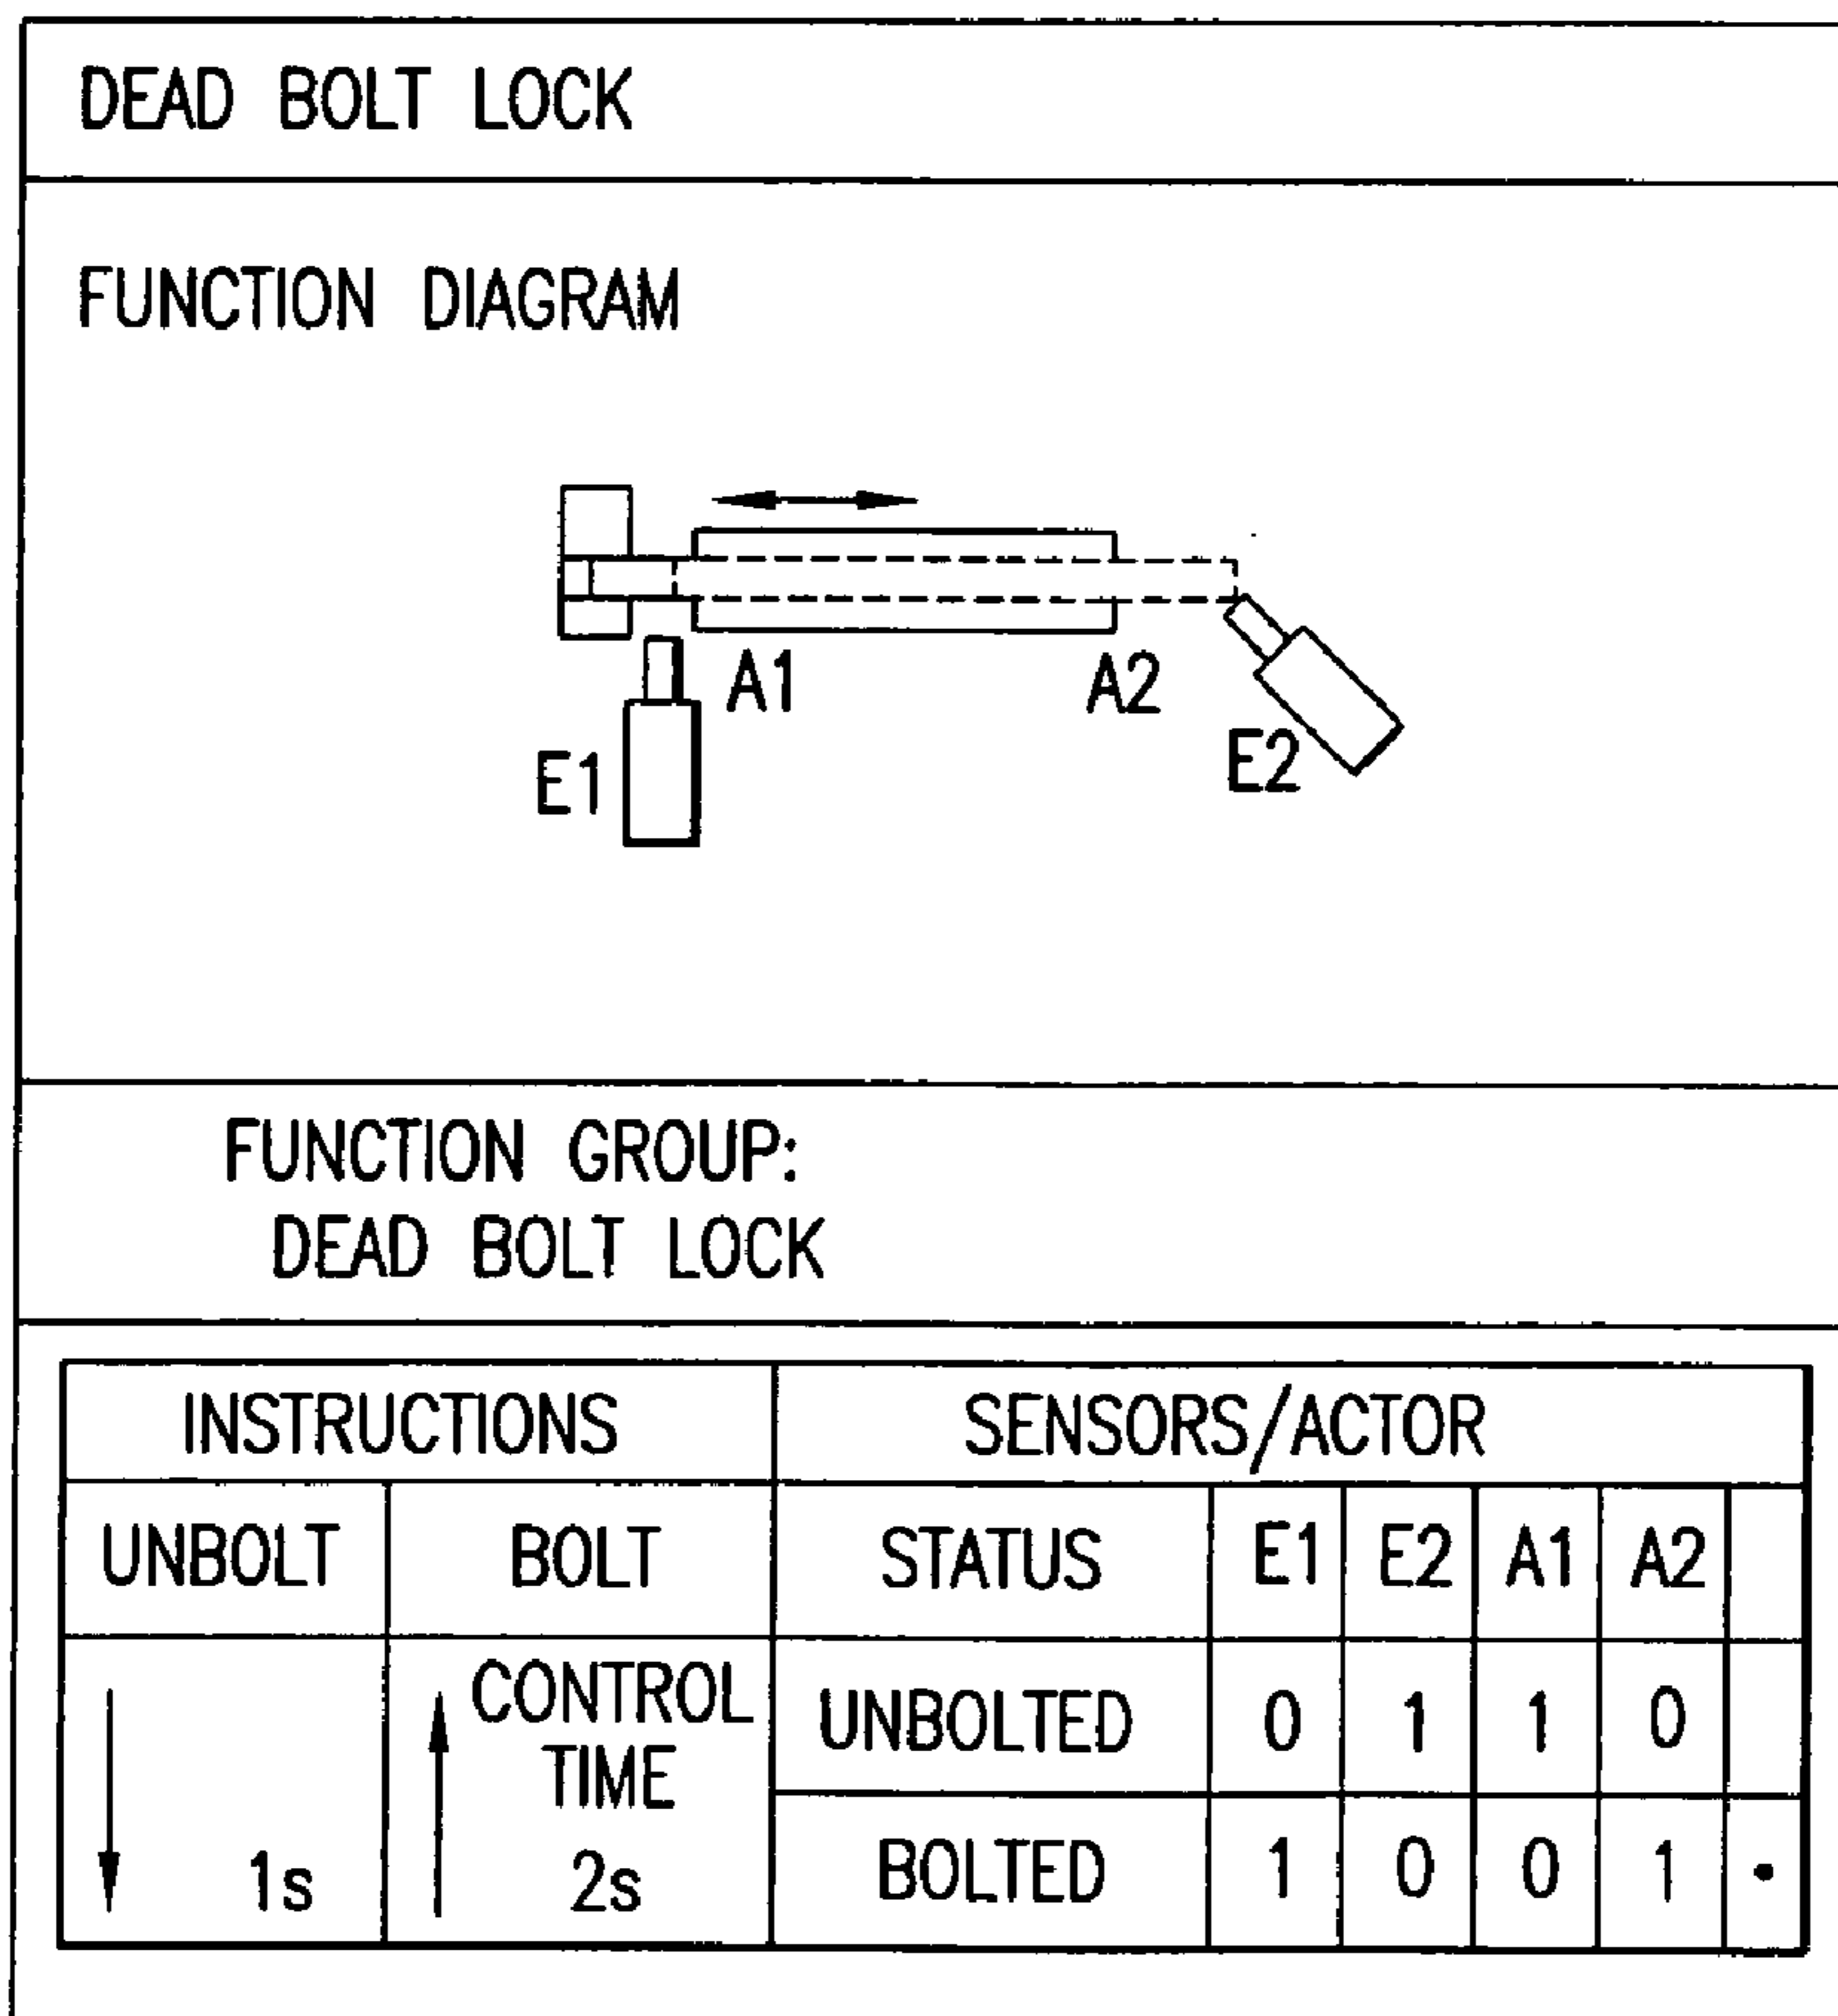 DEAD BOLT LOCK
FUNCTION DIAGRAM
A1 A2
E1 E2
FUNCTION GROUP:
DEAD BOLT LOCK
INSTRUCTIONS SENSORS/ACTOR
UNBOLT BOLT STATUS E1 E2 A1 A2
CONTROL
TIME
UNBOLTED 0 1 1 0
1s 2s BOLTED 1 0 0 1 •